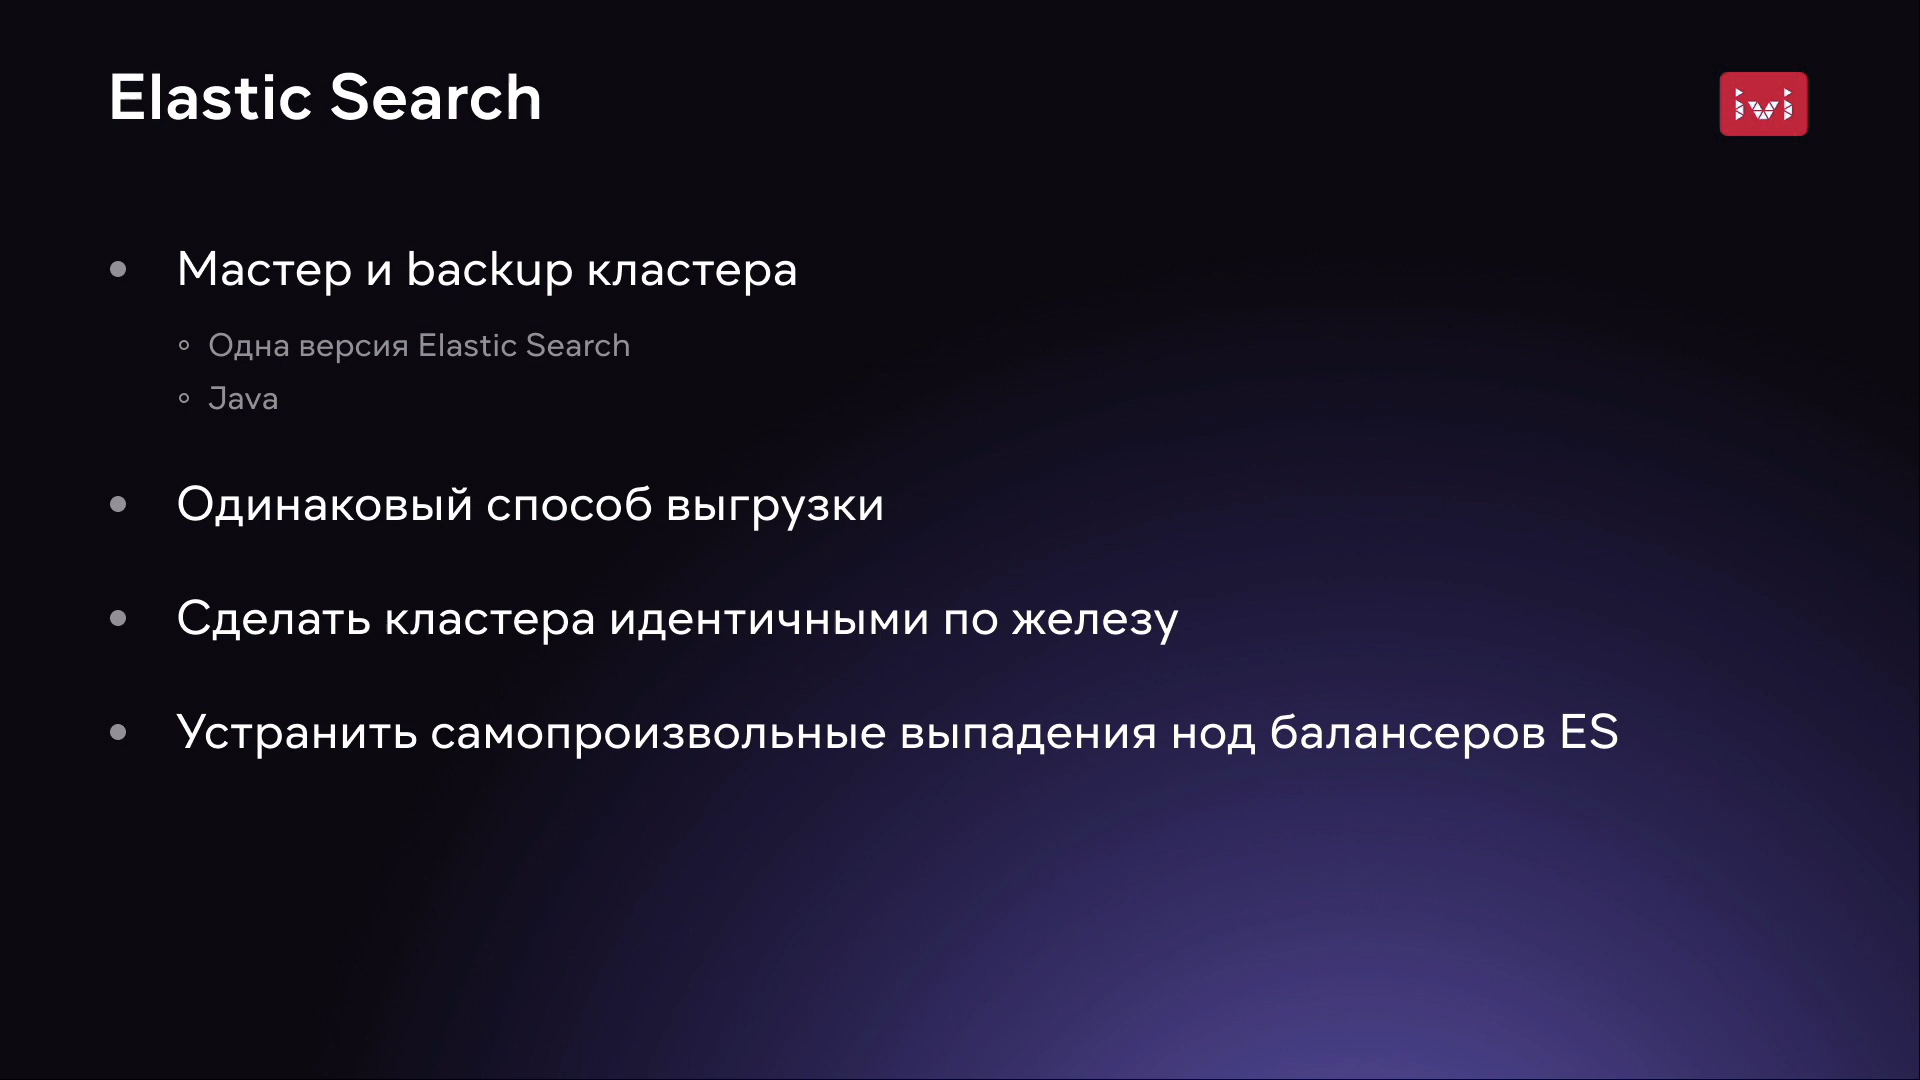 Elastic Search
ivi
Мастер и backup кластера
Одна версия Elastic Search
Java
Одинаковый способ выгрузки
Сделать кластера идентичными по железу
Устранить самопроизвольные выпадения нод балансеров ES